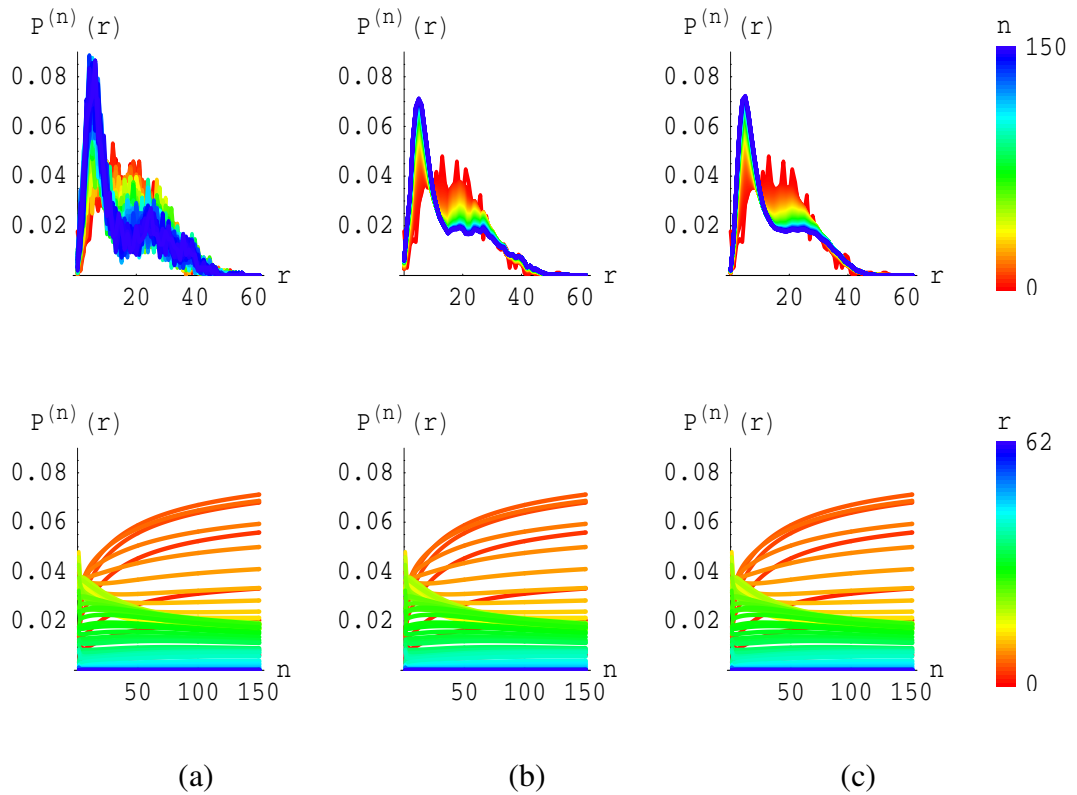 P^(n) (r) P^(n) (r) P^(n) (r) n
0.08 0.08 0.08 150
0.06 0.06 0.06
0.04 0.04 0.04
0.02 0.02 0.02
r r r 0
20 40 60 20 40 60 20 40 60
P^(n) (r) P^(n) (r) P^(n) (r) r
0.08 0.08 0.08 62
0.06 0.06 0.06
0.04 0.04 0.04
0.02 0.02 0.02
n n n 0
50 100 150 50 100 150 50 100 150
(a) (b) (c)